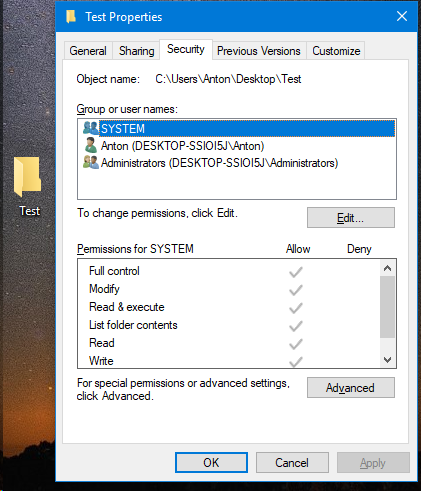 Test Properties
General Sharing Security Previous Versions Customize
Object name: C:\Users\Anton\Desktop\Test
Group or user names:
SYSTEM
Anton (DESKTOP-SSIOI5J\Anton)
Administrators (DESKTOP-SSIOI5J\Administrators)
Test
To change permissions, click Edit.
Edit...
Permissions for SYSTEM Allow Deny
Full control
Modify
Read & execute
List folder contents
Read
Write
For special permissions or advanced settings,
click Advanced.
Advanced
OK Cancel Apply